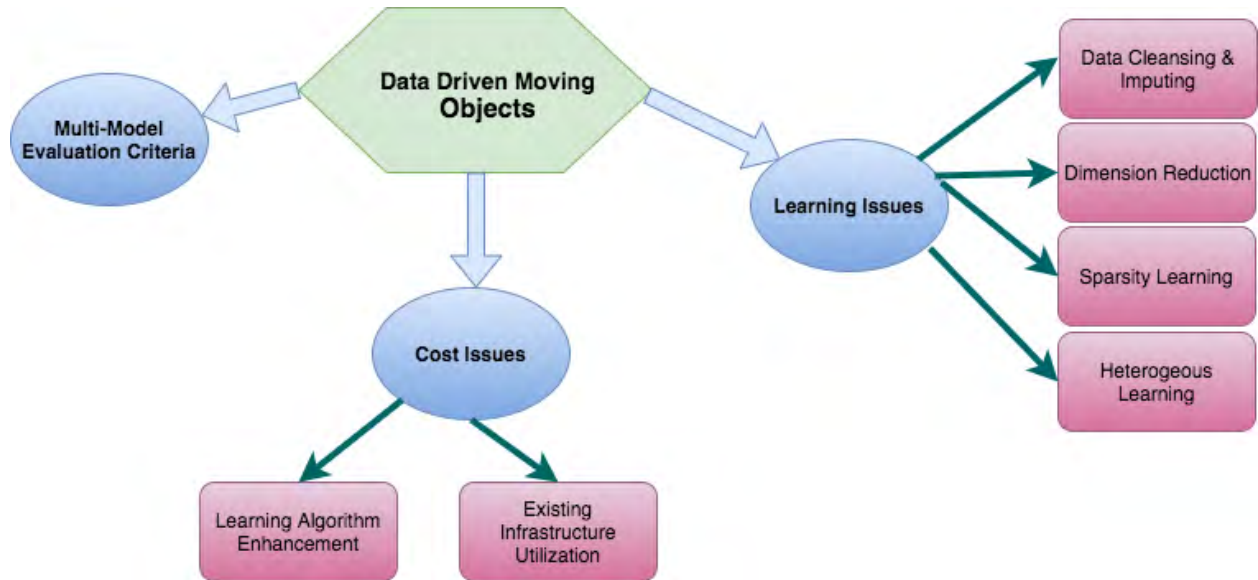 Data Driven Moving
Objects
Multi-Model
Evaluation Criteria
Learning Issues
Cost Issues
Data Cleansing &
Imputing
Dimension Reduction
Sparsity Learning
Heterogeous
Learning
Learning Algorithm
Enhancement
Existing
Infrastructure
Utilization